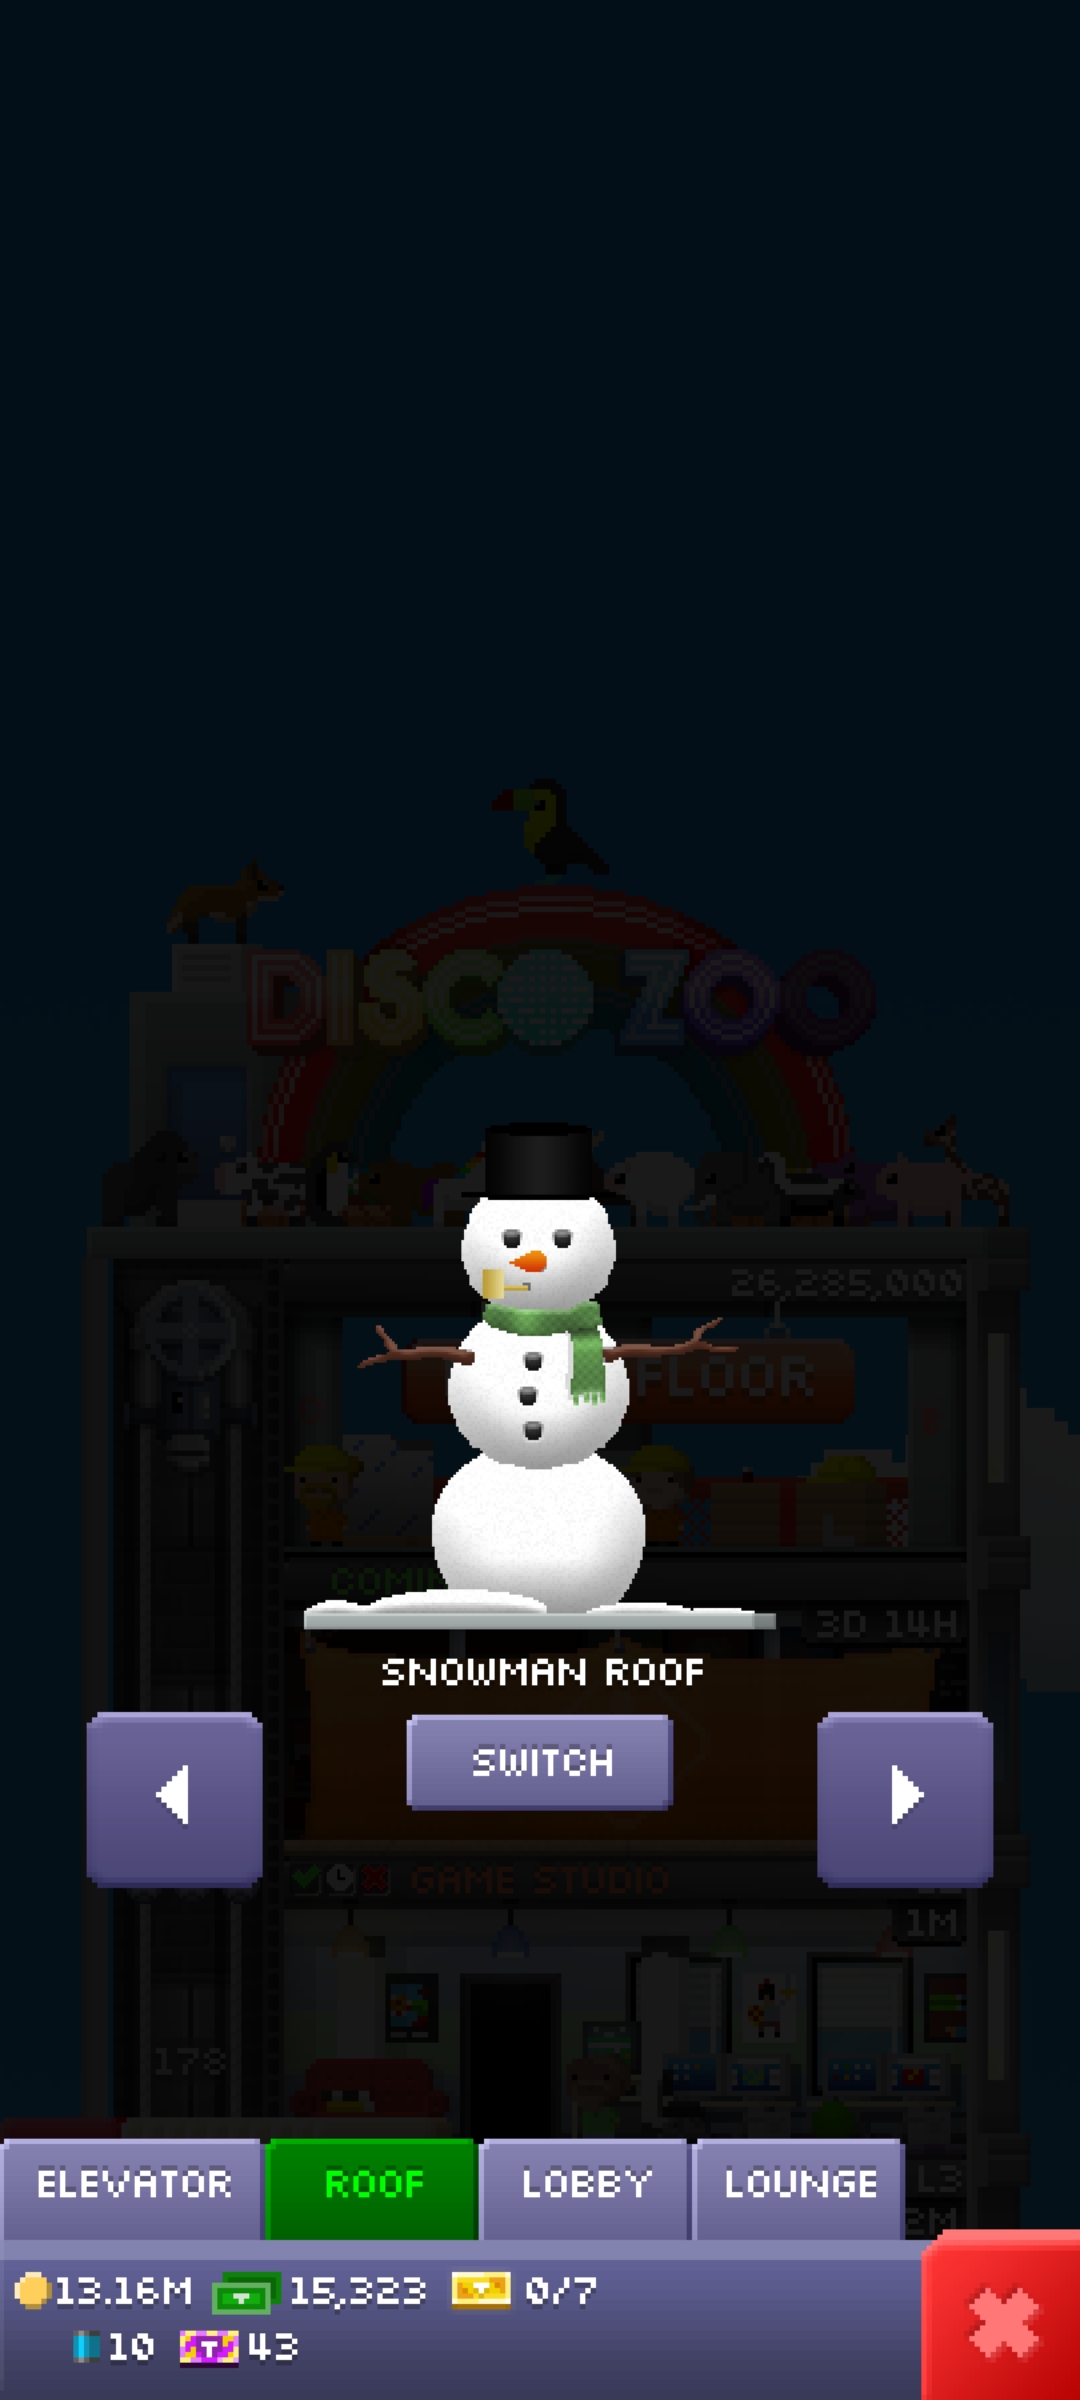 DISCO ZOO
26,285,000
FLOOR
COMIN
3D 14H
SNOWMAN ROOF
SWITCH
GAME STUDIO
1M
178
ELEVATOR ROOF LOBBY LOUNGE
L3
2M
13.16M 15,323 0/7
10 43